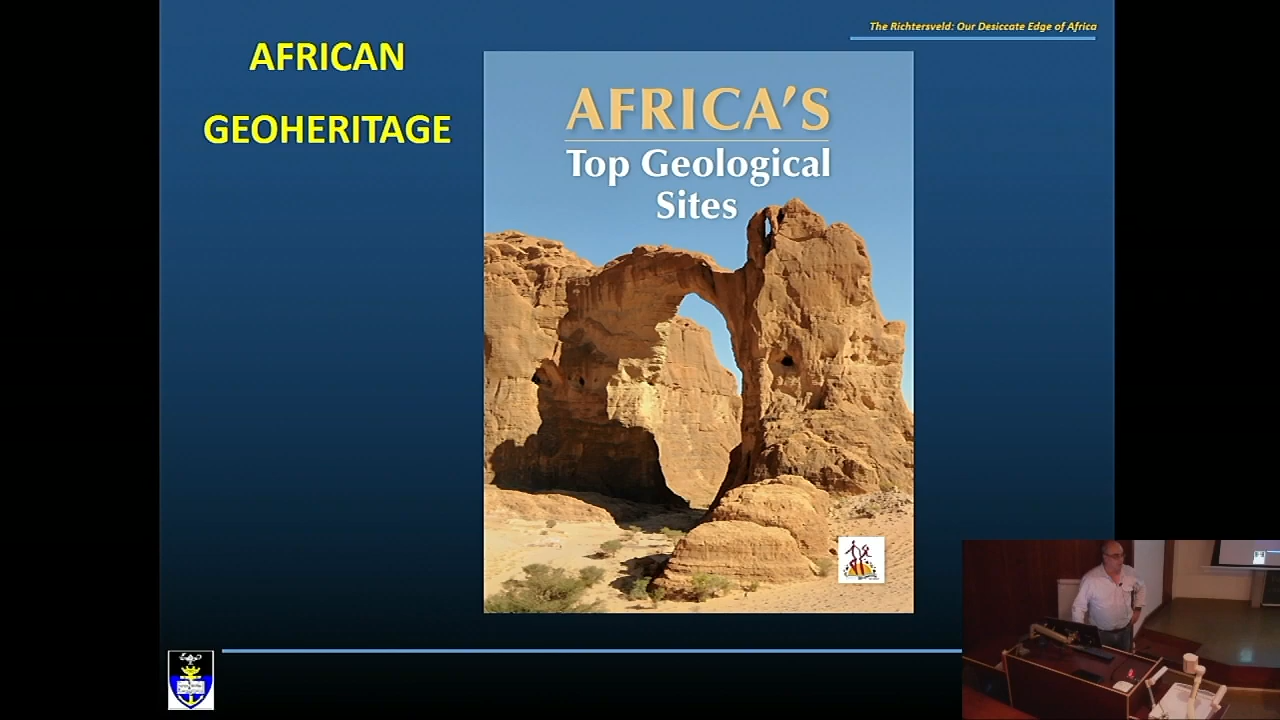 The Richtersveld: Our Desiccate Edge of Africa
AFRICAN
GEOHERITAGE
AFRICA'S
Top Geological
Sites